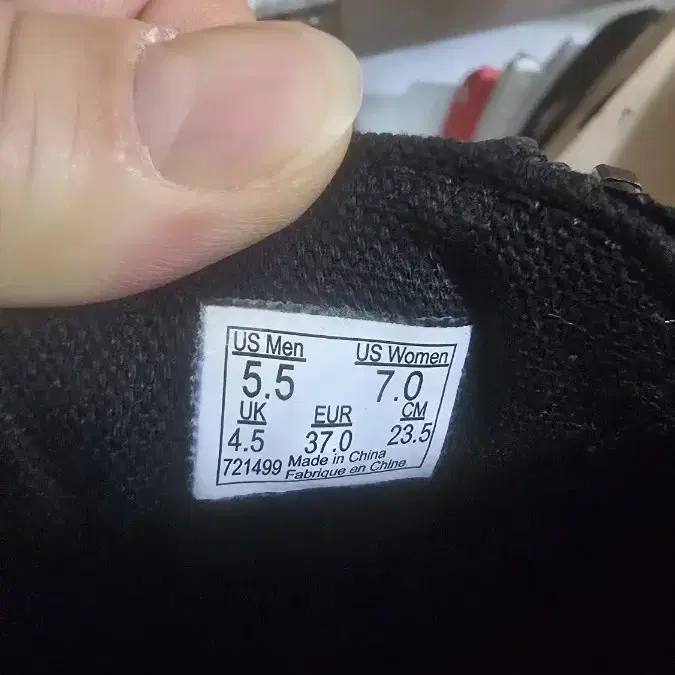 US Men US Women
5.5 7.0
UK EUR CM
4.5 37.0 23.5
721499 Made in China
Fabrique en Chine